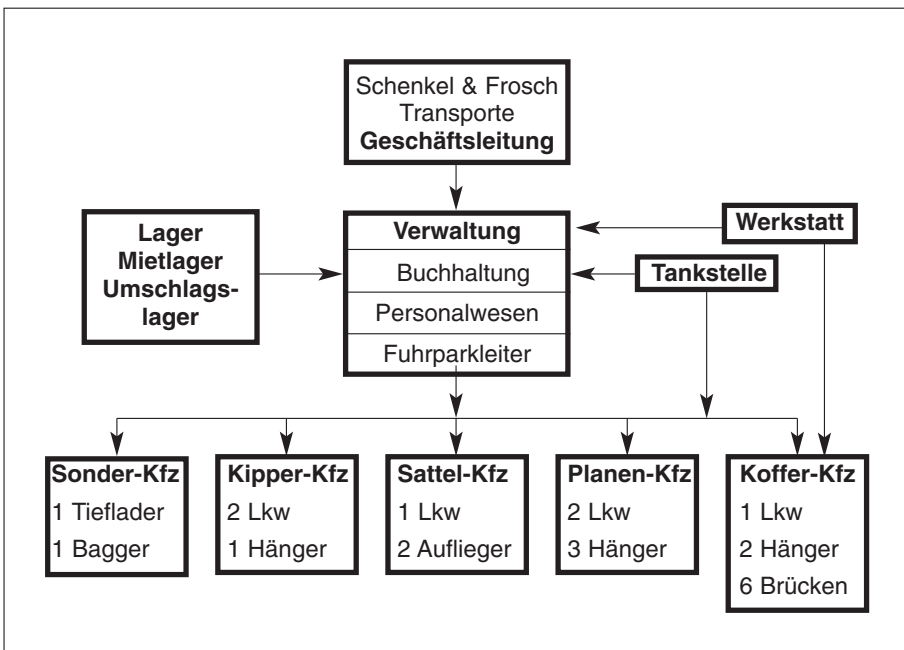 Schenkel & Frosch
Transporte
Geschäftsleitung
Lager
Mietlager
Umschlags-
lager
Verwaltung
Buchhaltung
Personalwesen
Fuhrparkleiter
Werkstatt
Tankstelle
Sonder-Kfz
1 Tieflader
1 Bagger
Kipper-Kfz
2 Lkw
1 Hänger
Sattel-Kfz
1 Lkw
2 Auflieger
Planen-Kfz
2 Lkw
3 Hänger
Koffer-Kfz
1 Lkw
2 Hänger
6 Brücken